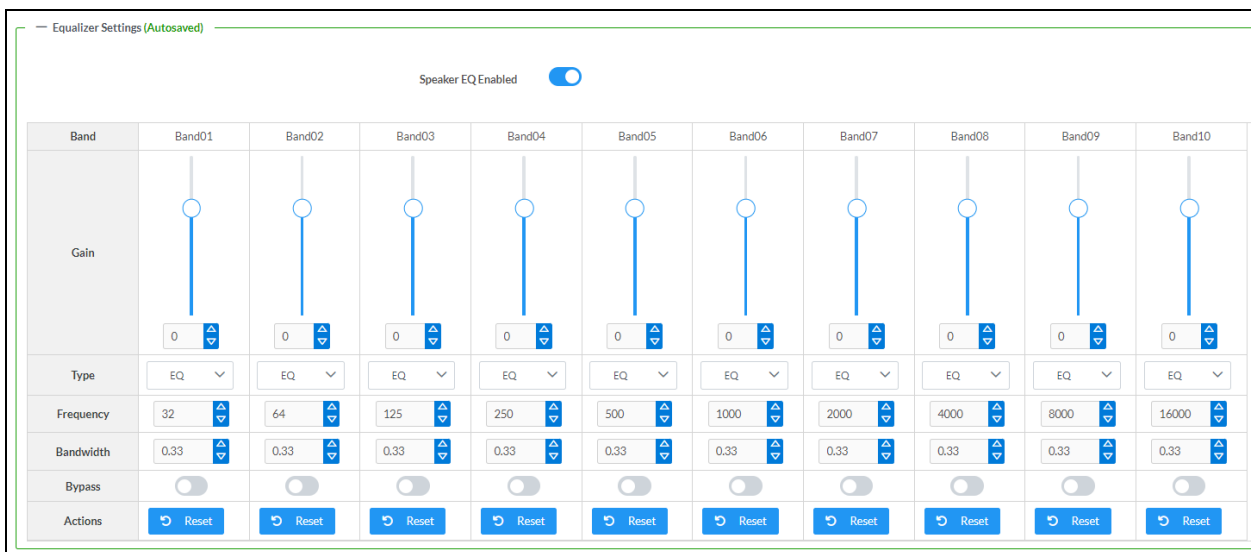 Equalizer Settings (Autosaved)
Speaker EQ Enabled
Band Band01 Band02 Band03 Band04 Band05 Band06 Band07 Band08 Band09 Band10
Gain
0 0 0 0 0 0 0 0 0 0
Type EQ EQ EQ EQ EQ EQ EQ EQ EQ EQ
Frequency 32 64 125 250 500 1000 2000 4000 8000 16000
Bandwidth 0.33 0.33 0.33 0.33 0.33 0.33 0.33 0.33 0.33 0.33
Bypass
Actions Reset Reset Reset Reset Reset Reset Reset Reset Reset Reset